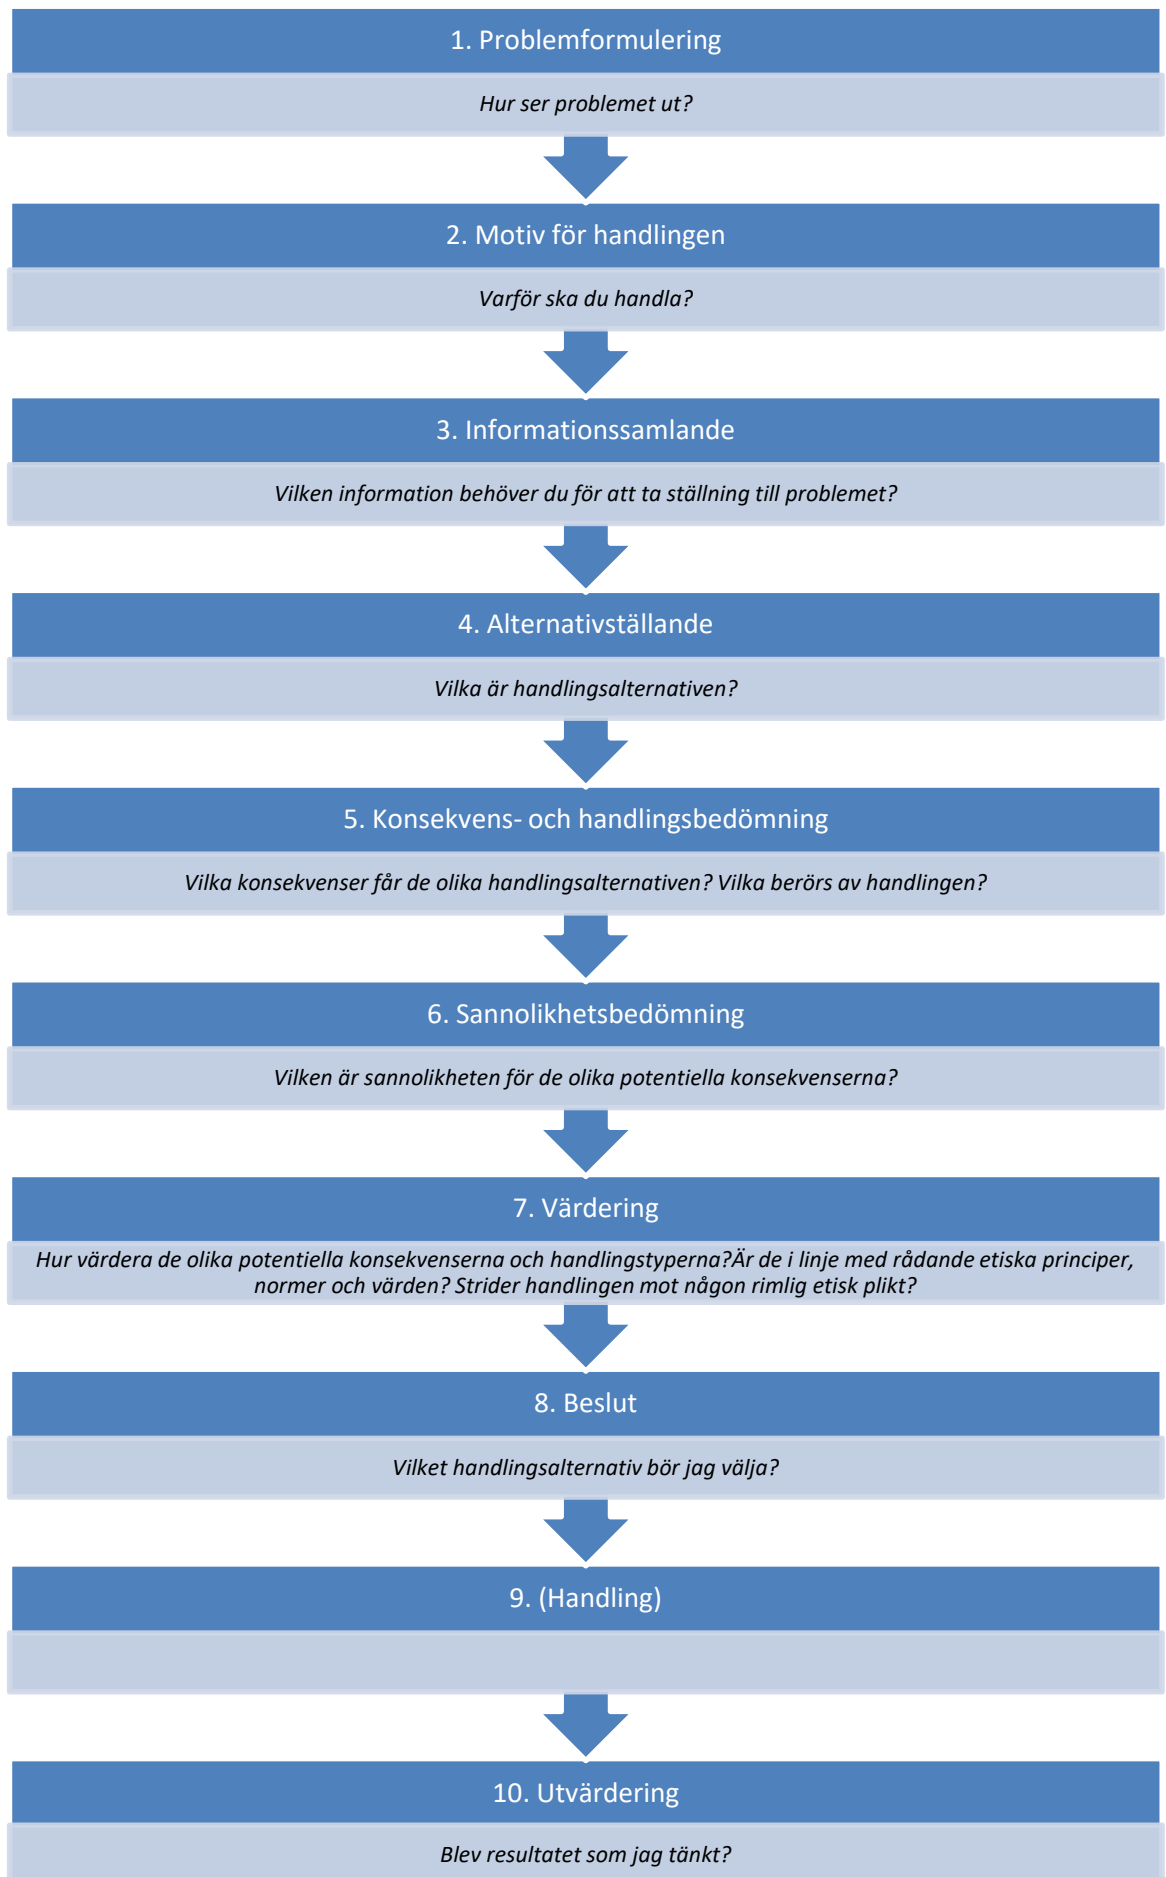 1. Problemformulering
Hur ser problemet ut?
2. Motiv för handlingen
Varför ska du handla?
3. Informationssamlande
Vilken information behöver du för att ta ställning till problemet?
4. Alternativställande
Vilka är handlingsalternativen?
5. Konsekvens- och handlingsbedömning
Vilka konsekvenser får de olika handlingsalternativen? Vilka berörs av handlingen?
6. Sannolikhetsbedömning
Vilken är sannolikheten för de olika potentiella konsekvenserna?
7. Värdering
Hur värdera de olika potentiella konsekvenserna och handlingstyperna?Är de i linje med rådande etiska principer,
normer och värden? Strider handlingen mot någon rimlig etisk plikt?
8. Beslut
Vilket handlingsalternativ bör jag välja?
9. (Handling)
10. Utvärdering
Blev resultatet som jag tänkt?